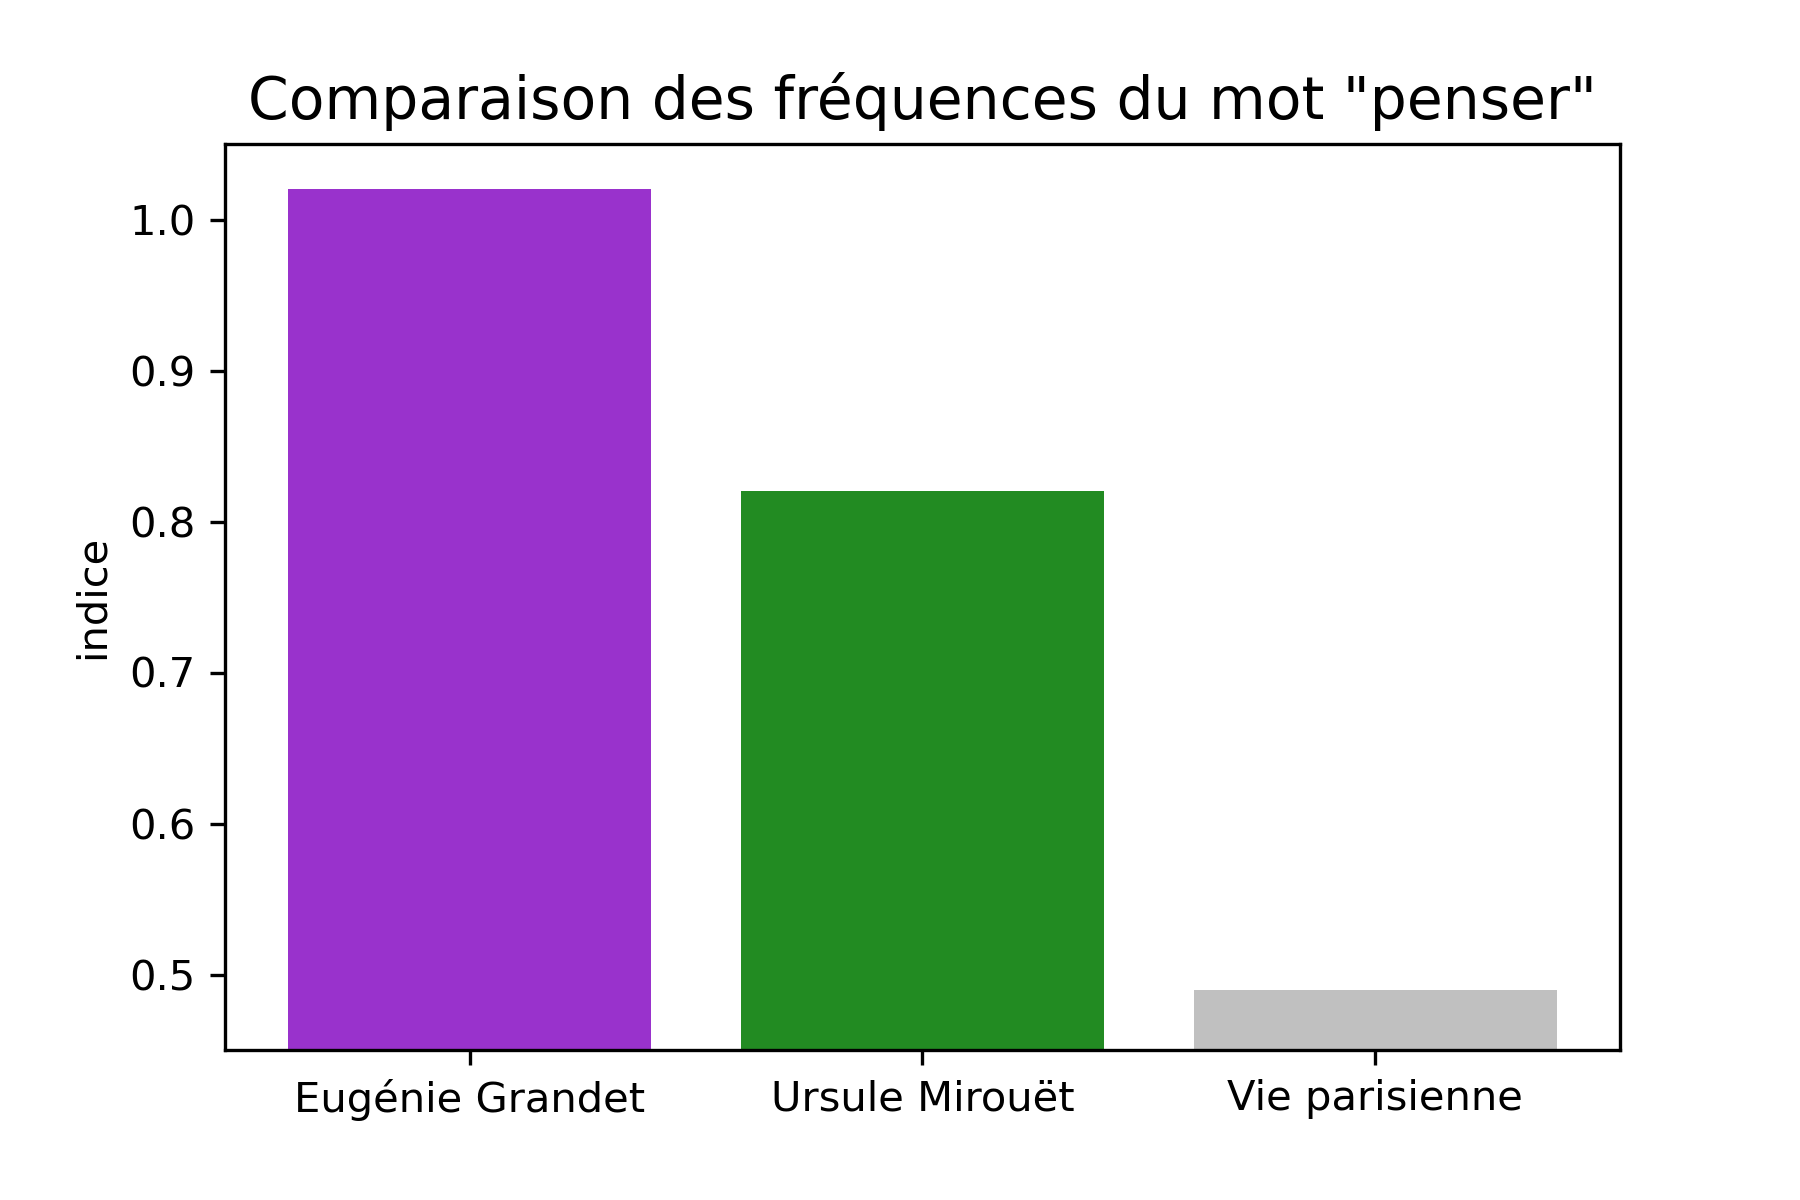 Comparaison des fréquences du mot "penser"
indice
1.0
0.9
0.8
0.7
0.6
0.5
Eugénie Grandet
Ursule Mirouët
Vie parisienne